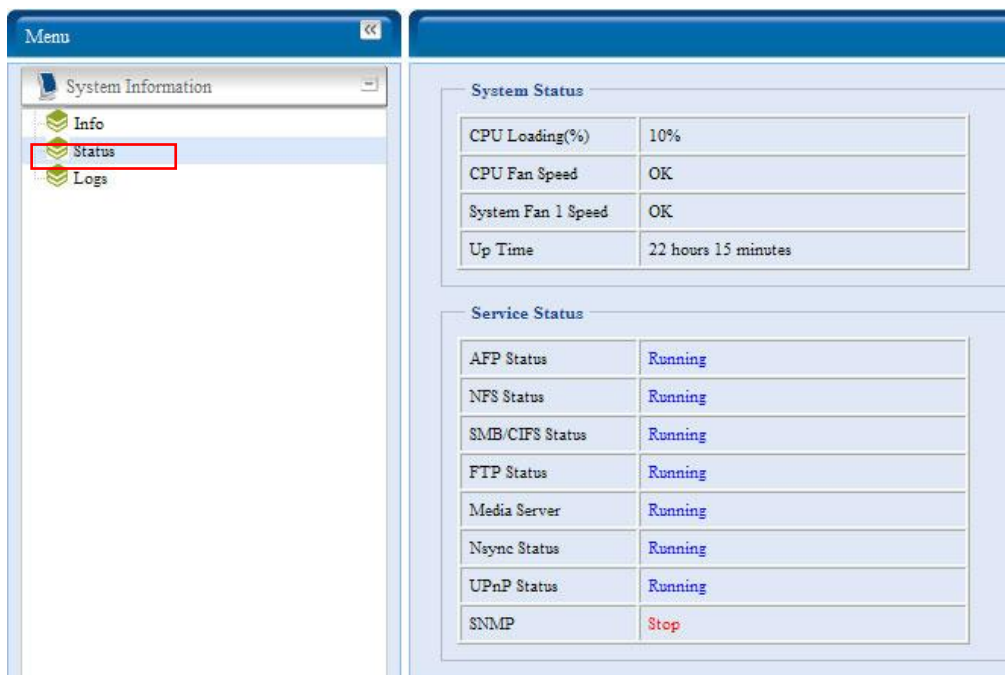 Menu
System Information
Info
Status
Logs
System Status
CPU Loading(%) 10%
CPU Fan Speed OK
System Fan 1 Speed OK
Up Time 22 hours 15 minutes
Service Status
AFP Status Running
NFS Status Running
SMB/CIFS Status Running
FTP Status Running
Media Server Running
Nsync Status Running
UPnP Status Running
SNMP Stop